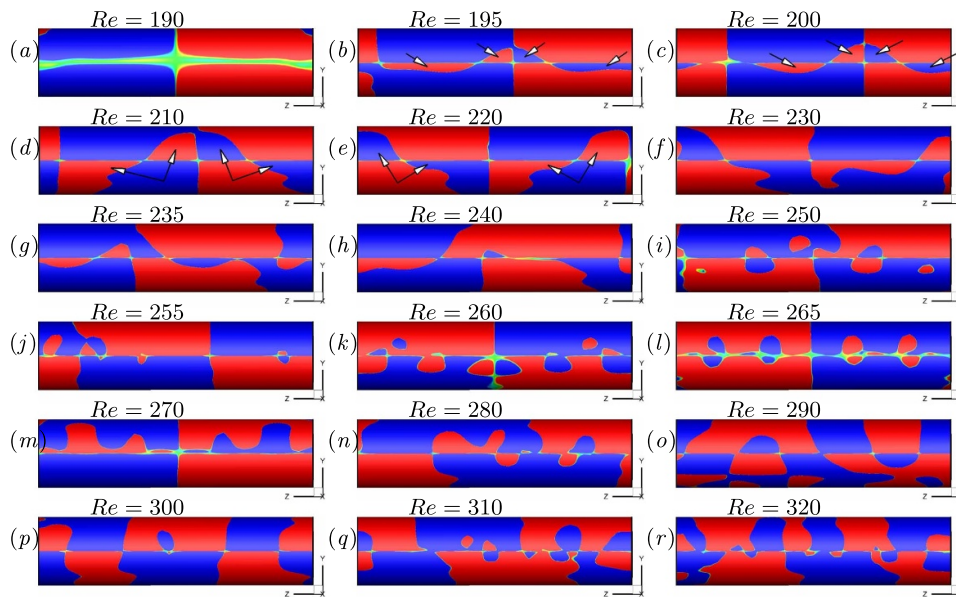 Re = 190 Re = 195 Re = 200
(a) (b) (c)
Y Y Y
Z X Z X Z X
Re = 210 Re = 220 Re = 230
(d) (e) (f)
Y Y Y
Z X Z X Z X
Re = 235 Re = 240 Re = 250
(g) (h) (i)
Y Y Y
Z X Z X Z X
Re = 255 Re = 260 Re = 265
(j) (k) (l)
Y Y Y
Z X Z X Z X
Re = 270 Re = 280 Re = 290
(m) (n) (o)
Y Y Y
Z X Z X Z X
Re = 300 Re = 310 Re = 320
(p) (q) (r)
Y Y Y
Z X Z X Z X